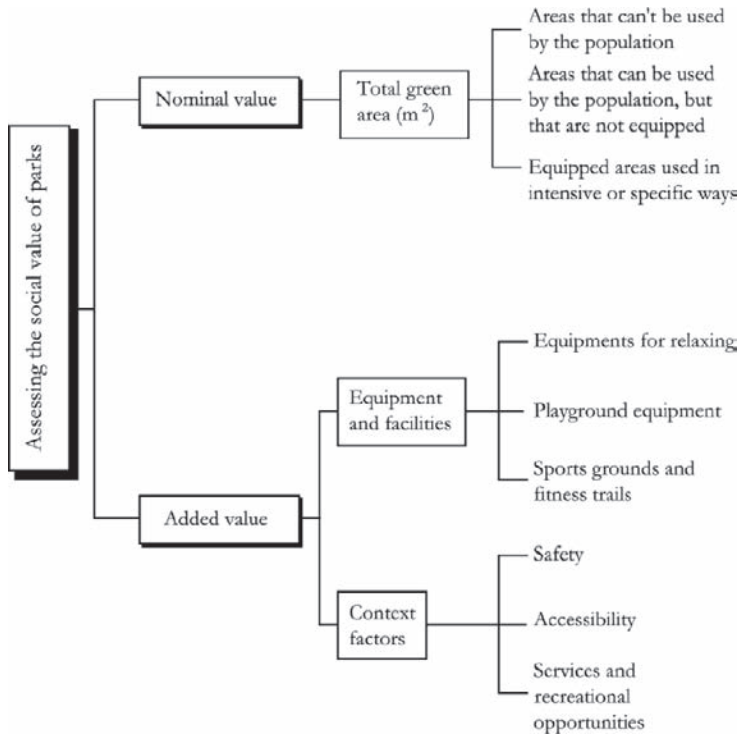 Assessing the social value of parks
Nominal value
Total green
area (m²)
Areas that can't be used
by the population
Areas that can be used
by the population, but
that are not equipped
Equipped areas used in
intensive or specific ways
Added value
Equipment
and facilities
Equipments for relaxing
Playground equipment
Sports grounds and
fitness trails
Context
factors
Safety
Accessibility
Services and
recreational
opportunities